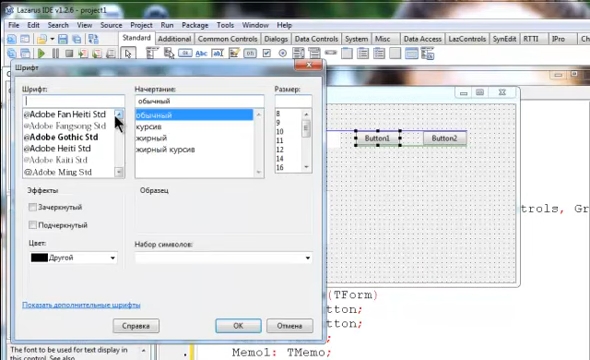 Lazarus IDE v1.2.6 - project1
File Edit Search View Source Project Run Package Tools Window Help
Standard Additional Common Controls Dialogs Data Controls System Misc Data Access LazControls SynEdit RTTI IPro
Шрифт
Шрифт:
Начертание:
Размер:
обычный
@Adobe Fan Heiti Std
@Adobe Fangsong Std
@Adobe Gothic Std
@Adobe Heiti Std
@Adobe Kaiti Std
@Adobe Ming Std
обычный
курсив
жирный
жирный курсив
8
9
10
11
12
14
16
Button1
Button2
Эффекты
Зачеркнутый
Подчеркнутый
Образец
Цвет:
Другой
Набор символов:
Показать дополнительные шрифты
Справка
ОК
Отмена
ntrols, Gr
(TForm)
tton;
tton;
Memo1: TMemo;
The font to be used for text display in
this control. See also